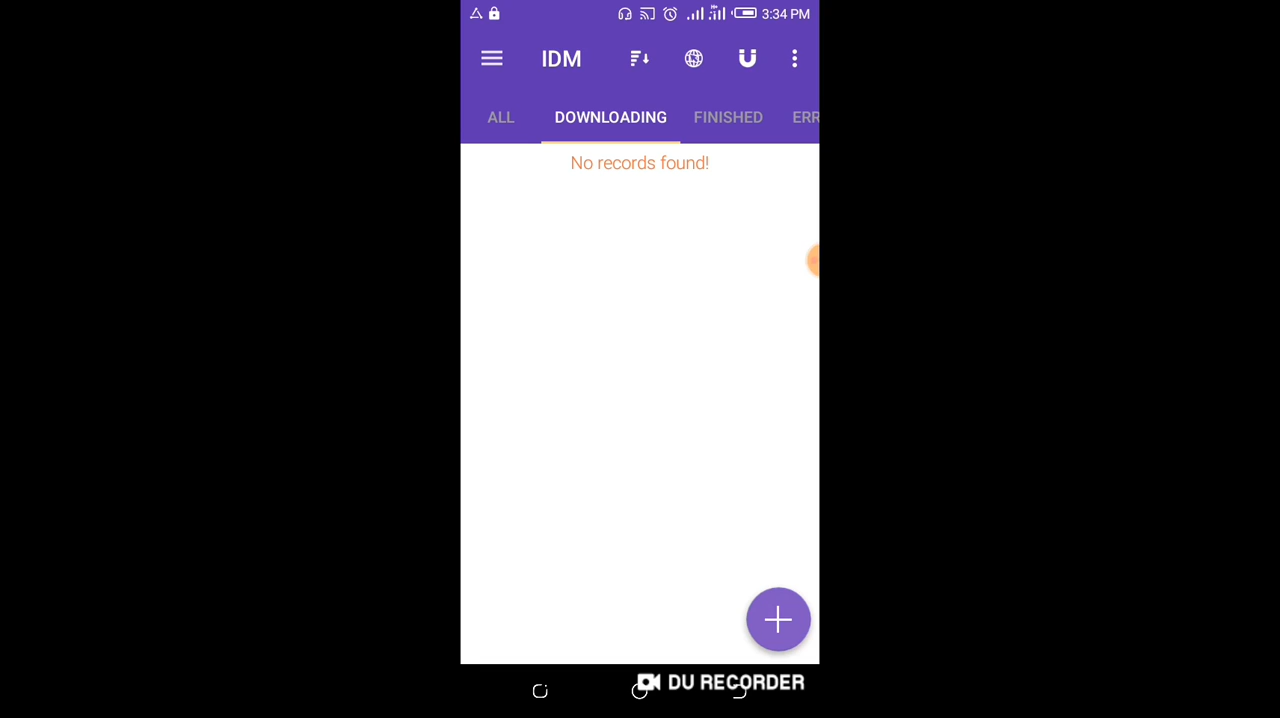 3:34 PM
IDM
ALL DOWNLOADING FINISHED ERR
No records found!
DU RECORDER